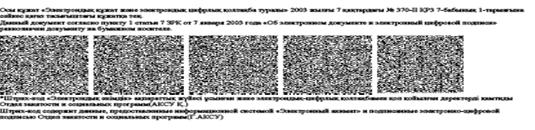 Осы құжат «Электрондық құжат және электрондық цифрлық қолтаңба туралы» 2003 жылғы 7 қаңтардағы № 370-II ҚРЗ 7-бабының 1-тармағына
сәйкес қағаз тасығыштағы құжатпен тең.
Данный документ согласно пункту 1 статьи 7 ЗРК от 7 января 2003 года «Об электронном документе и электронной цифровой подписи»
равнозначен документу на бумажном носителе.
*Штрих-код «Электрондық әкімдік» ақпараттық жүйесі ұсынған және электрондық-цифрлық қолтаңбамен қол қойылған деректерді қамтиды
Отдел занятости и социальных программ(АКСУ Қ.)
Штрих-код содержит данные, предоставленные информационной системой «Электронный акимат» и подписанные электронно-цифровой
подписью Отдел занятости и социальных программ(Г.АКСУ)